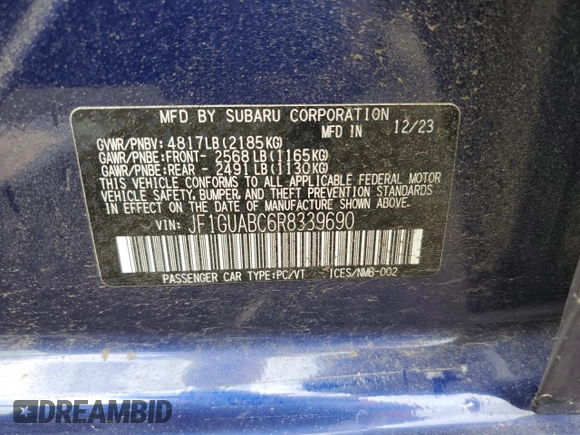 MFD BY SUBARU CORPORATION
MFD IN 12/23
GVWR/PNBV: 4817LB(2185KG)
GAWR/PNBE:FRONT- 2568LB(1165KG)
GAWR/PNBE:REAR - 2491LB(1130KG)
THIS VEHICLE CONFORMS TO ALL APPLICABLE FEDERAL MOTOR
VEHICLE SAFETY, BUMPER, AND THEFT PREVENTION STANDARDS
IN EFFECT ON THE DATE OF MANUFACTURE SHOWN ABOVE.
VIN: JF1GUABC6R8339690
PASSENGER CAR TYPE:PC/VT ICES/NMB-002
DREAMBID